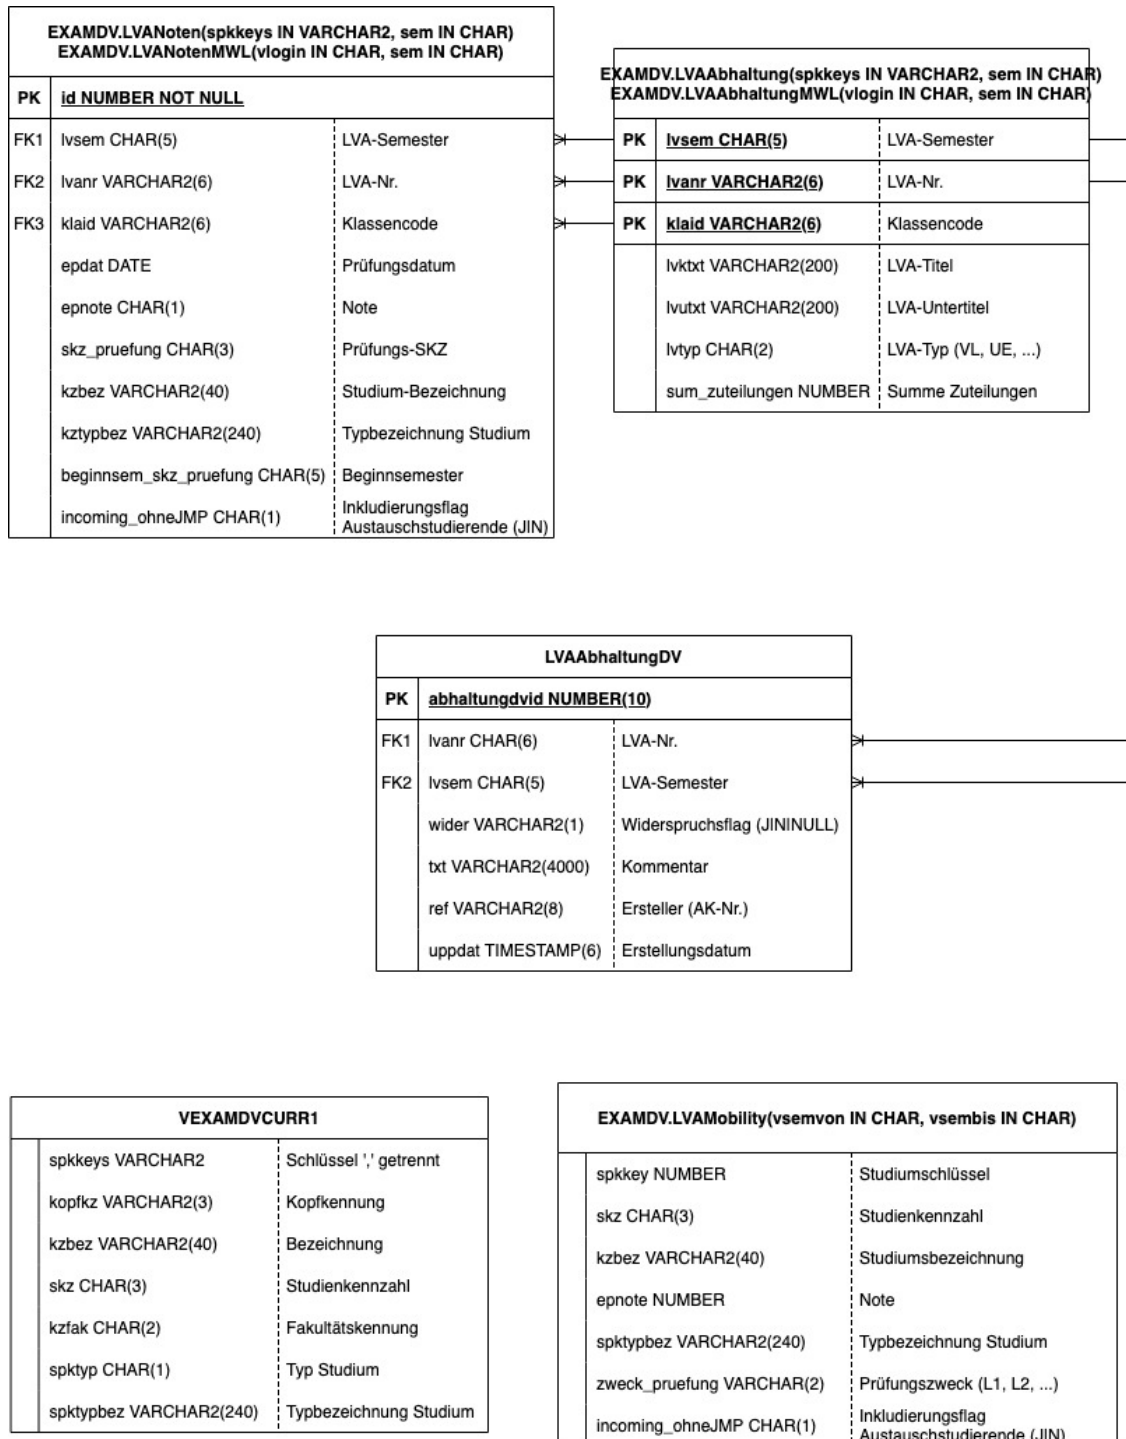 EXAMDV.LVANoten(spkkeys IN VARCHAR2, sem IN CHAR)
EXAMDV.LVANotenMWL(vlogin IN CHAR, sem IN CHAR)
PK id NUMBER NOT NULL
FK1 lvsem CHAR(5) LVA-Semester
FK2 lvanr VARCHAR2(6) LVA-Nr.
FK3 klaid VARCHAR2(6) Klassencode
epdat DATE Prüfungsdatum
epnote CHAR(1) Note
skz_pruefung CHAR(3) Prüfungs-SKZ
kzbez VARCHAR2(40) Studium-Bezeichnung
kztypbez VARCHAR2(240) Typbezeichnung Studium
beginnsem_skz_pruefung CHAR(5) Beginnsemester
incoming_ohneJMP CHAR(1) Inkludierungsflag
Austauschstudierende (JIN)
EXAMDV.LVAAbhaltung(spkkeys IN VARCHAR2, sem IN CHAR)
EXAMDV.LVAAbhaltungMWL(vlogin IN CHAR, sem IN CHAR)
PK lvsem CHAR(5) LVA-Semester
PK lvanr VARCHAR2(6) LVA-Nr.
PK klaid VARCHAR2(6) Klassencode
lvktxt VARCHAR2(200) LVA-Titel
lvutxt VARCHAR2(200) LVA-Untertitel
lvtyp CHAR(2) LVA-Typ (VL, UE, ...)
sum_zuteilungen NUMBER Summe Zuteilungen
LVAAbhaltungDV
PK abhaltungdvid NUMBER(10)
FK1 lvanr CHAR(6) LVA-Nr.
FK2 lvsem CHAR(5) LVA-Semester
wider VARCHAR2(1) Widerspruchsflag (JININULL)
txt VARCHAR2(4000) Kommentar
ref VARCHAR2(8) Ersteller (AK-Nr.)
uppdat TIMESTAMP(6) Erstellungsdatum
VEXAMDVCURR1
spkkeys VARCHAR2 Schlüssel ',' getrennt
kopfkz VARCHAR2(3) Kopfkennung
kzbez VARCHAR2(40) Bezeichnung
skz CHAR(3) Studienkennzahl
kzfak CHAR(2) Fakultätskennung
spktyp CHAR(1) Typ Studium
spktypbez VARCHAR2(240) Typbezeichnung Studium
EXAMDV.LVAMobility(vsemvon IN CHAR, vsembis IN CHAR)
spkkey NUMBER Studiumschlüssel
skz CHAR(3) Studienkennzahl
kzbez VARCHAR2(40) Studiumsbezeichnung
epnote NUMBER Note
spktypbez VARCHAR2(240) Typbezeichnung Studium
zweck_pruefung VARCHAR(2) Prüfungszweck (L1, L2, ...)
incoming_ohneJMP CHAR(1) Inkludierungsflag
Austauschstudierende (JIN)